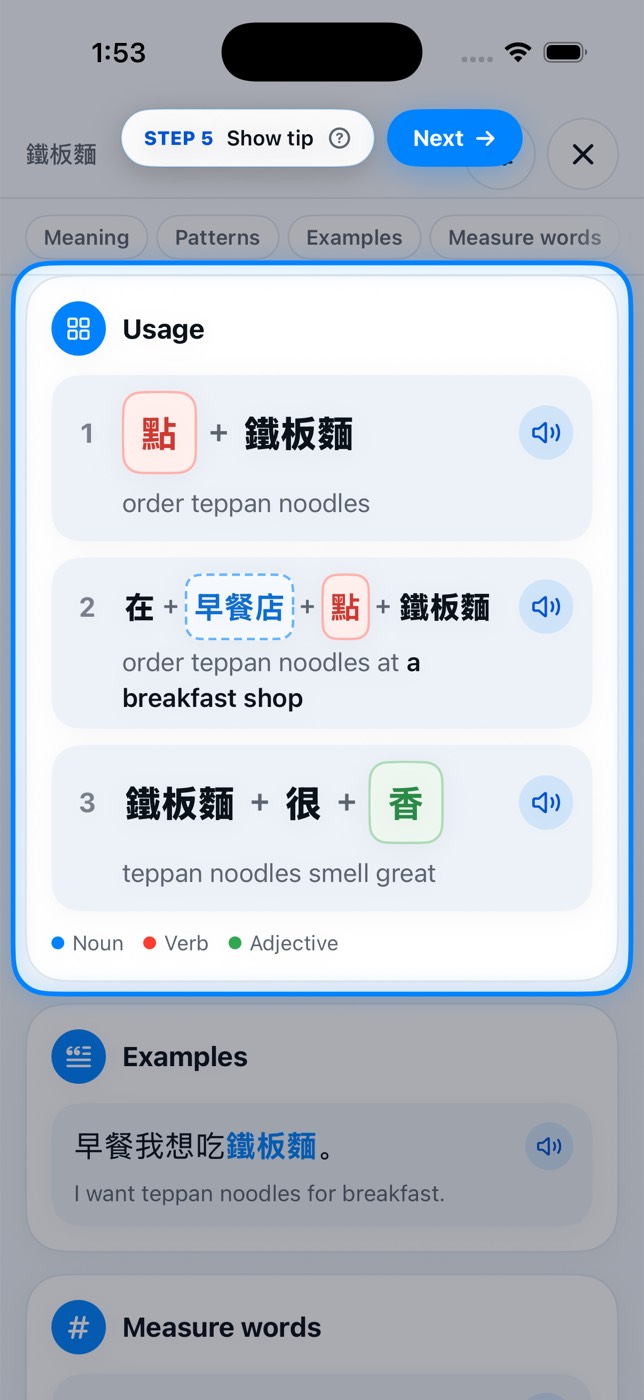 1:53
鐵板麵
STEP 5 Show tip ?
Next →
Meaning Patterns Examples Measure words
Usage
1 點 + 鐵板麵
order teppan noodles
2 在 + 早餐店 + 點 + 鐵板麵
order teppan noodles at a
breakfast shop
3 鐵板麵 + 很 + 香
teppan noodles smell great
Noun Verb Adjective
Examples
早餐我想吃鐵板麵。
I want teppan noodles for breakfast.
# Measure words